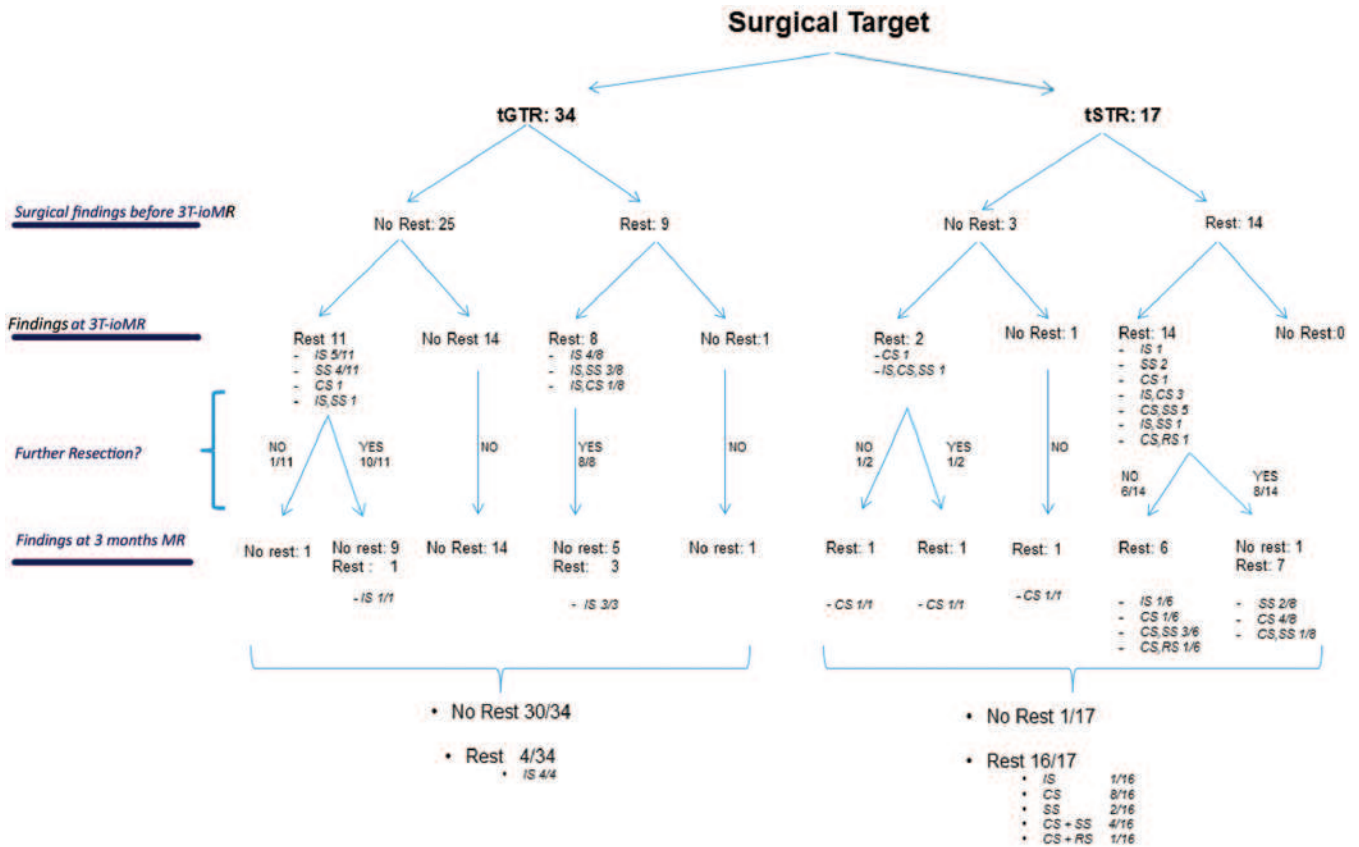 Surgical Target
tGTR: 34
tSTR: 17
Surgical findings before 3T-ioMR
No Rest: 25
Rest: 9
No Rest: 3
Rest: 14
Findings at 3T-ioMR
Rest 11
- IS 5/11
- SS 4/11
- CS 1
- IS,SS 1
No Rest 14
Rest: 8
- IS 4/8
- IS,SS 3/8
- IS,CS 1/8
No Rest:1
Rest: 2
- CS 1
-IS,CS,SS 1
No Rest: 1
Rest: 14
- IS 1
- SS 2
- CS 1
- IS,CS 3
- CS,SS 5
- IS,SS 1
- CS,RS 1
No Rest:0
Further Resection?
NO
1/11
YES
10/11
NO
YES
8/8
NO
NO
1/2
YES
1/2
NO
NO
6/14
YES
8/14
Findings at 3 months MR
No rest: 1
No rest: 9
Rest : 1
- IS 1/1
No Rest: 14
No rest: 5
Rest: 3
- IS 3/3
No rest: 1
Rest: 1
- CS 1/1
Rest: 1
- CS 1/1
Rest: 1
- CS 1/1
Rest: 6
- IS 1/6
- CS 1/6
- CS,SS 3/6
- CS,RS 1/6
No rest: 1
Rest: 7
- SS 2/8
- CS 4/8
- CS,SS 1/8
• No Rest 30/34
• Rest 4/34
• IS 4/4
• No Rest 1/17
• Rest 16/17
• IS 1/16
• CS 8/16
• SS 2/16
• CS + SS 4/16
• CS + RS 1/16